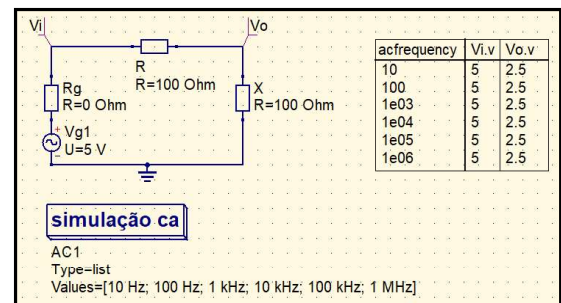 Vi
Vo
R
R=100 Ohm
Rg
R=0 Ohm
X
R=100 Ohm
+
Vg1
U=5 V
-
acfrequency Vi.v Vo.v
10 5 2.5
100 5 2.5
1e03 5 2.5
1e04 5 2.5
1e05 5 2.5
1e06 5 2.5
simulação ca
AC1
Type=list
Values=[10 Hz; 100 Hz; 1 kHz; 10 kHz; 100 kHz; 1 MHz]